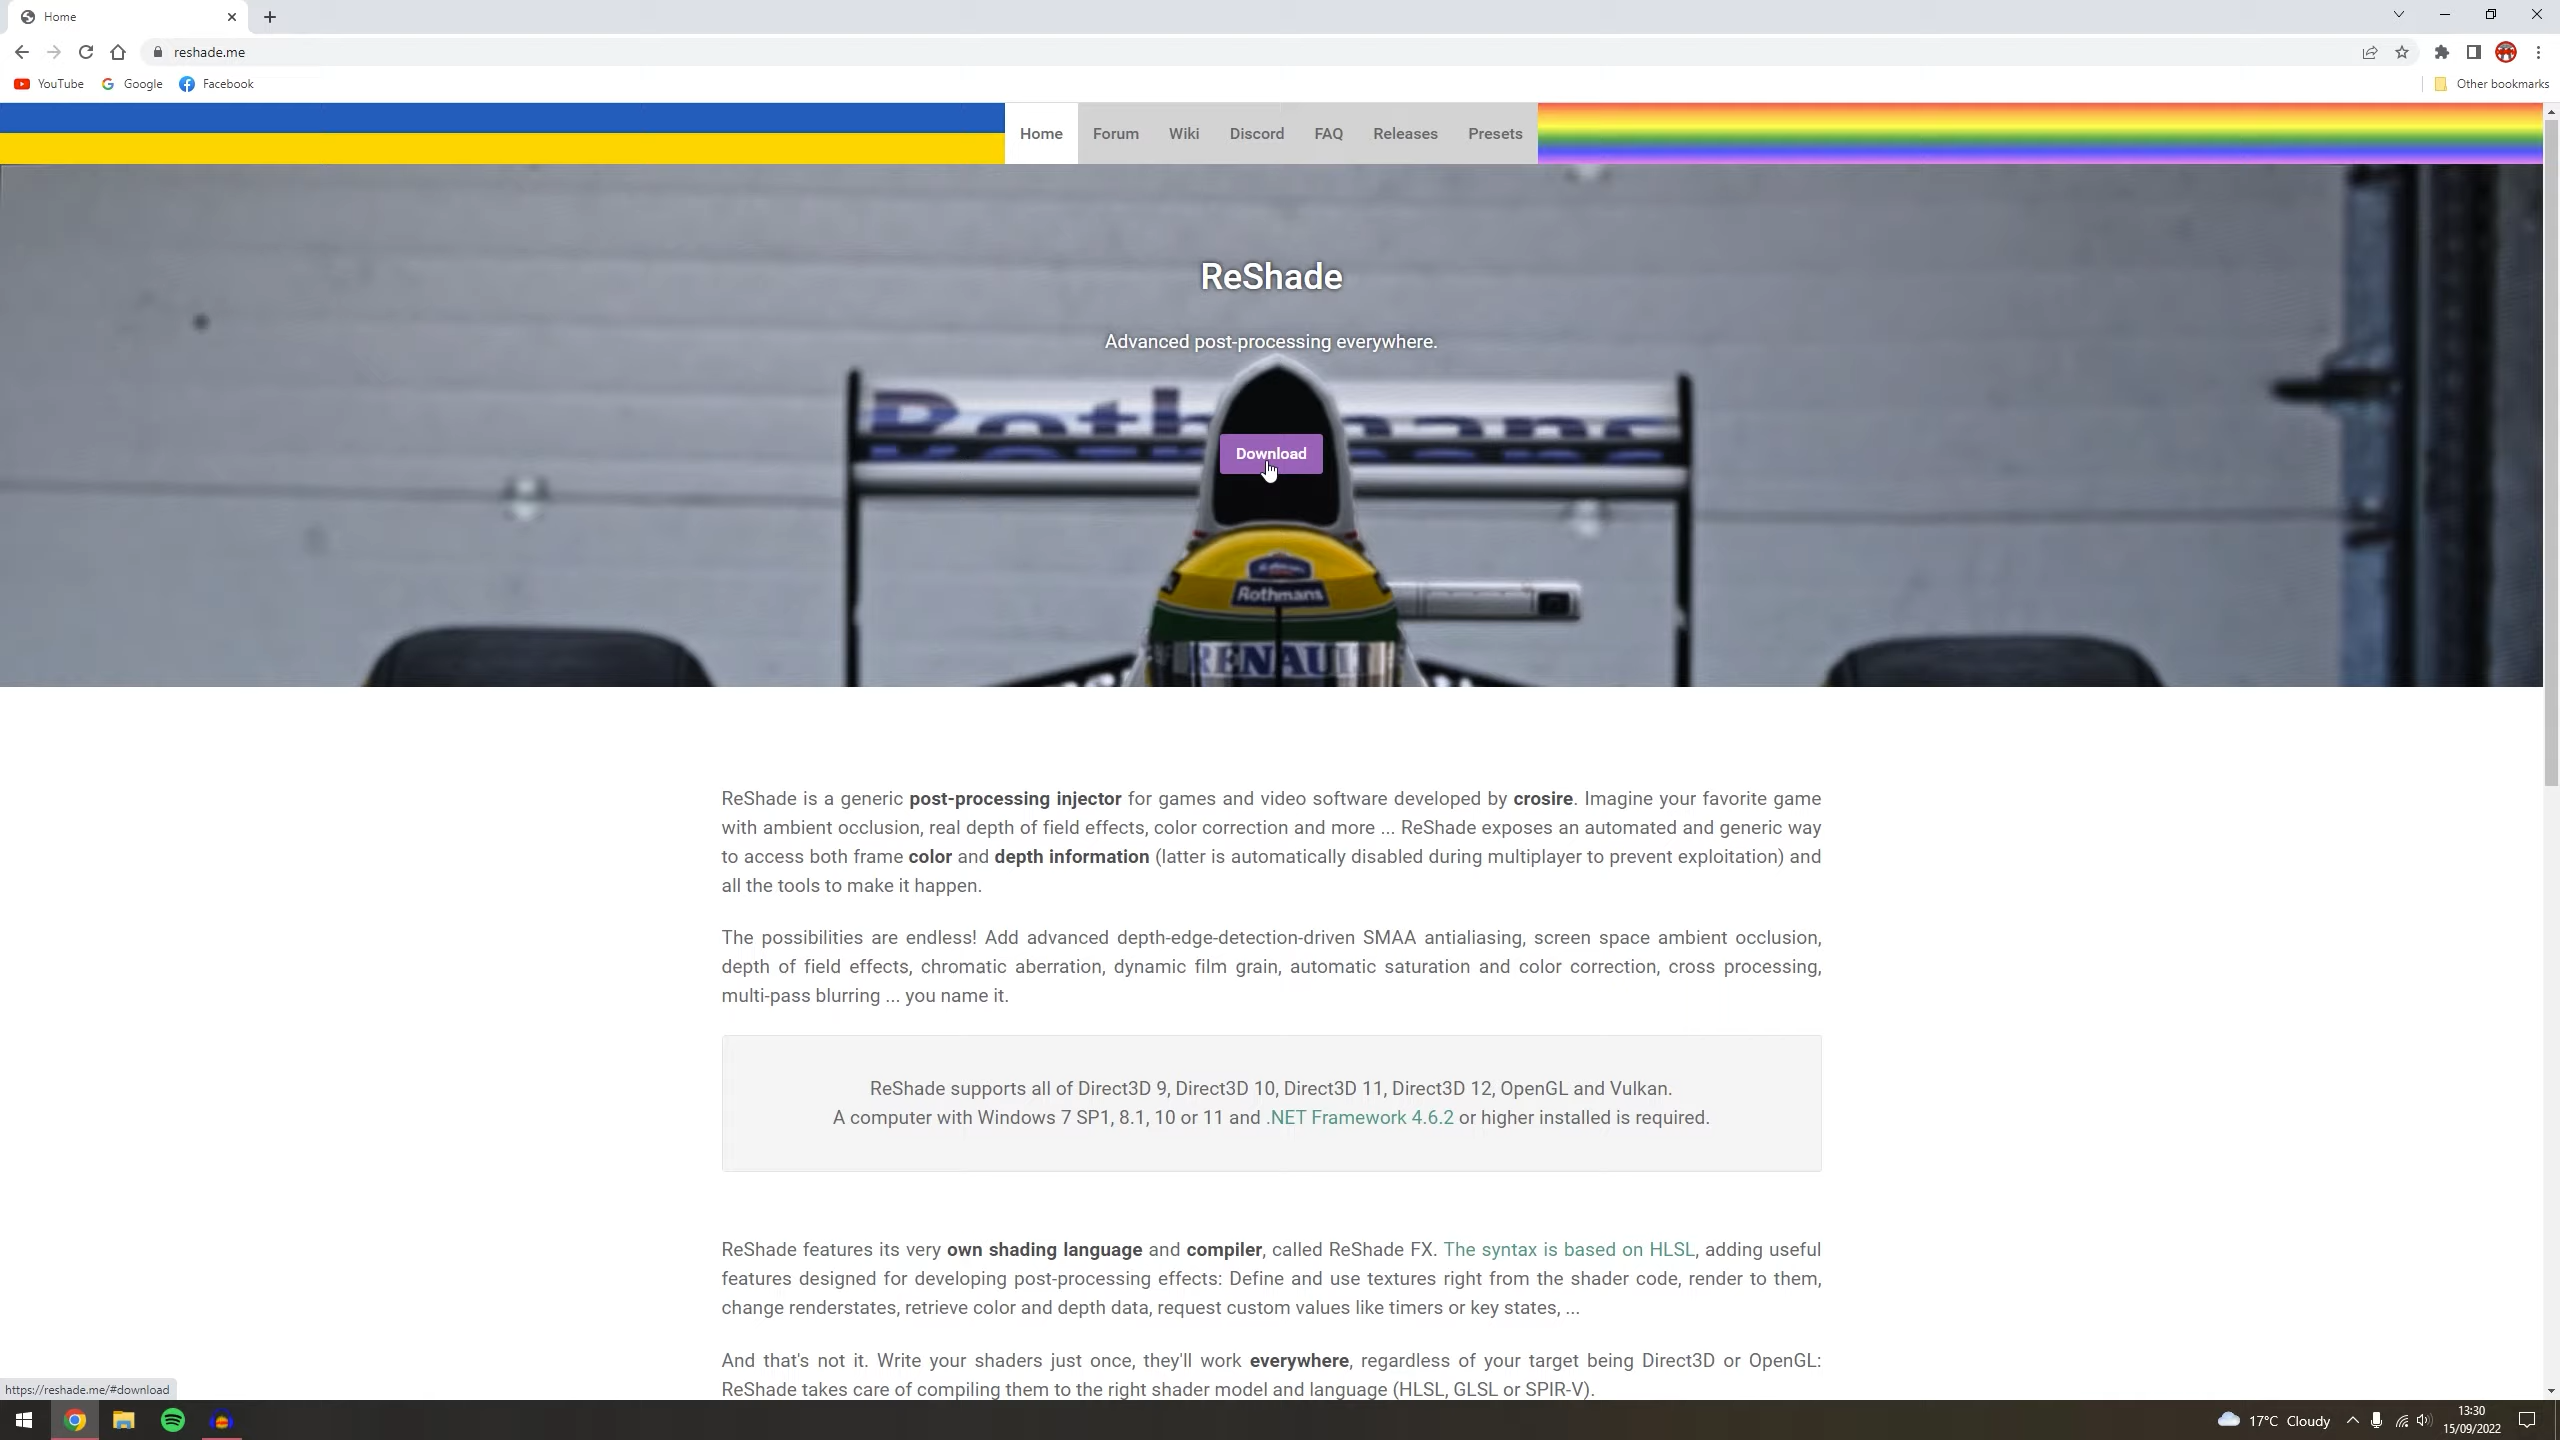 Home
reshade.me
YouTube Google Facebook Other bookmarks
Home Forum Wiki Discord FAQ Releases Presets
ReShade
Advanced post-processing everywhere.
Download
Rothmans
RENAUL
ReShade is a generic post-processing injector for games and video software developed by crosire. Imagine your favorite game
with ambient occlusion, real depth of field effects, color correction and more ... ReShade exposes an automated and generic way
to access both frame color and depth information (latter is automatically disabled during multiplayer to prevent exploitation) and
all the tools to make it happen.
The possibilities are endless! Add advanced depth-edge-detection-driven SMAA antialiasing, screen space ambient occlusion,
depth of field effects, chromatic aberration, dynamic film grain, automatic saturation and color correction, cross processing,
multi-pass blurring ... you name it.
ReShade supports all of Direct3D 9, Direct3D 10, Direct3D 11, Direct3D 12, OpenGL and Vulkan.
A computer with Windows 7 SP1, 8.1, 10 or 11 and .NET Framework 4.6.2 or higher installed is required.
ReShade features its very own shading language and compiler, called ReShade FX. The syntax is based on HLSL, adding useful
features designed for developing post-processing effects: Define and use textures right from the shader code, render to them,
change renderstates, retrieve color and depth data, request custom values like timers or key states, ...
And that's not it. Write your shaders just once, they'll work everywhere, regardless of your target being Direct3D or OpenGL:
ReShade takes care of compiling them to the right shader model and language (HLSL, GLSL or SPIR-V).
https://reshade.me/#download
17°C Cloudy
13:30
15/09/2022